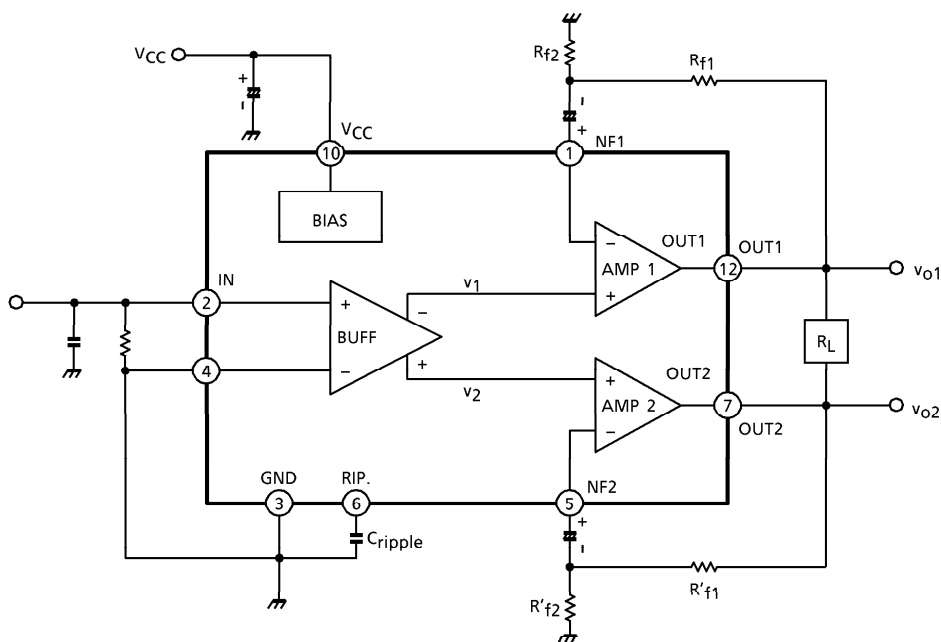 Rf2
Rf1
VCC
+
VCC
+
10
1
NF1
BIAS
OUT1
OUT1
−
AMP 1
+
12
vo1
IN
2
+
v1
−
BUFF
RL
4
−
+
v2
OUT2
+
AMP 2
−
7
vo2
OUT2
GND
RIP.
NF2
3
6
5
+
Cripple
R'f1
R'f2